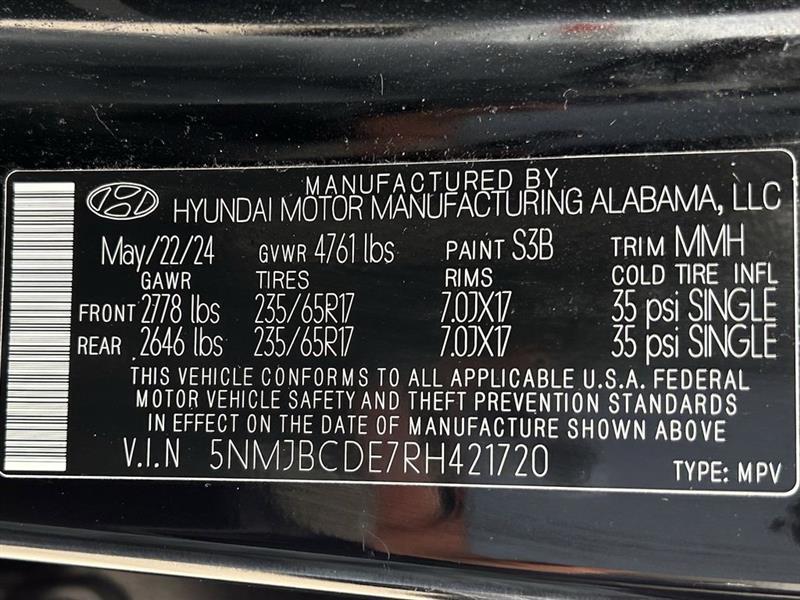 MANUFACTURED BY
HYUNDAI MOTOR MANUFACTURING ALABAMA, LLC
May/22/24 GVWR 4761 lbs PAINT S3B TRIM MMH
GAWR TIRES RIMS COLD TIRE INFL
FRONT 2778 lbs 235/65R17 7.0JX17 35 psi SINGLE
REAR 2646 lbs 235/65R17 7.0JX17 35 psi SINGLE
THIS VEHICLE CONFORMS TO ALL APPLICABLE U.S.A. FEDERAL
MOTOR VEHICLE SAFETY AND THEFT PREVENTION STANDARDS
IN EFFECT ON THE DATE OF MANUFACTURE SHOWN ABOVE
V.I.N 5NMJBCDE7RH421720 TYPE: MPV